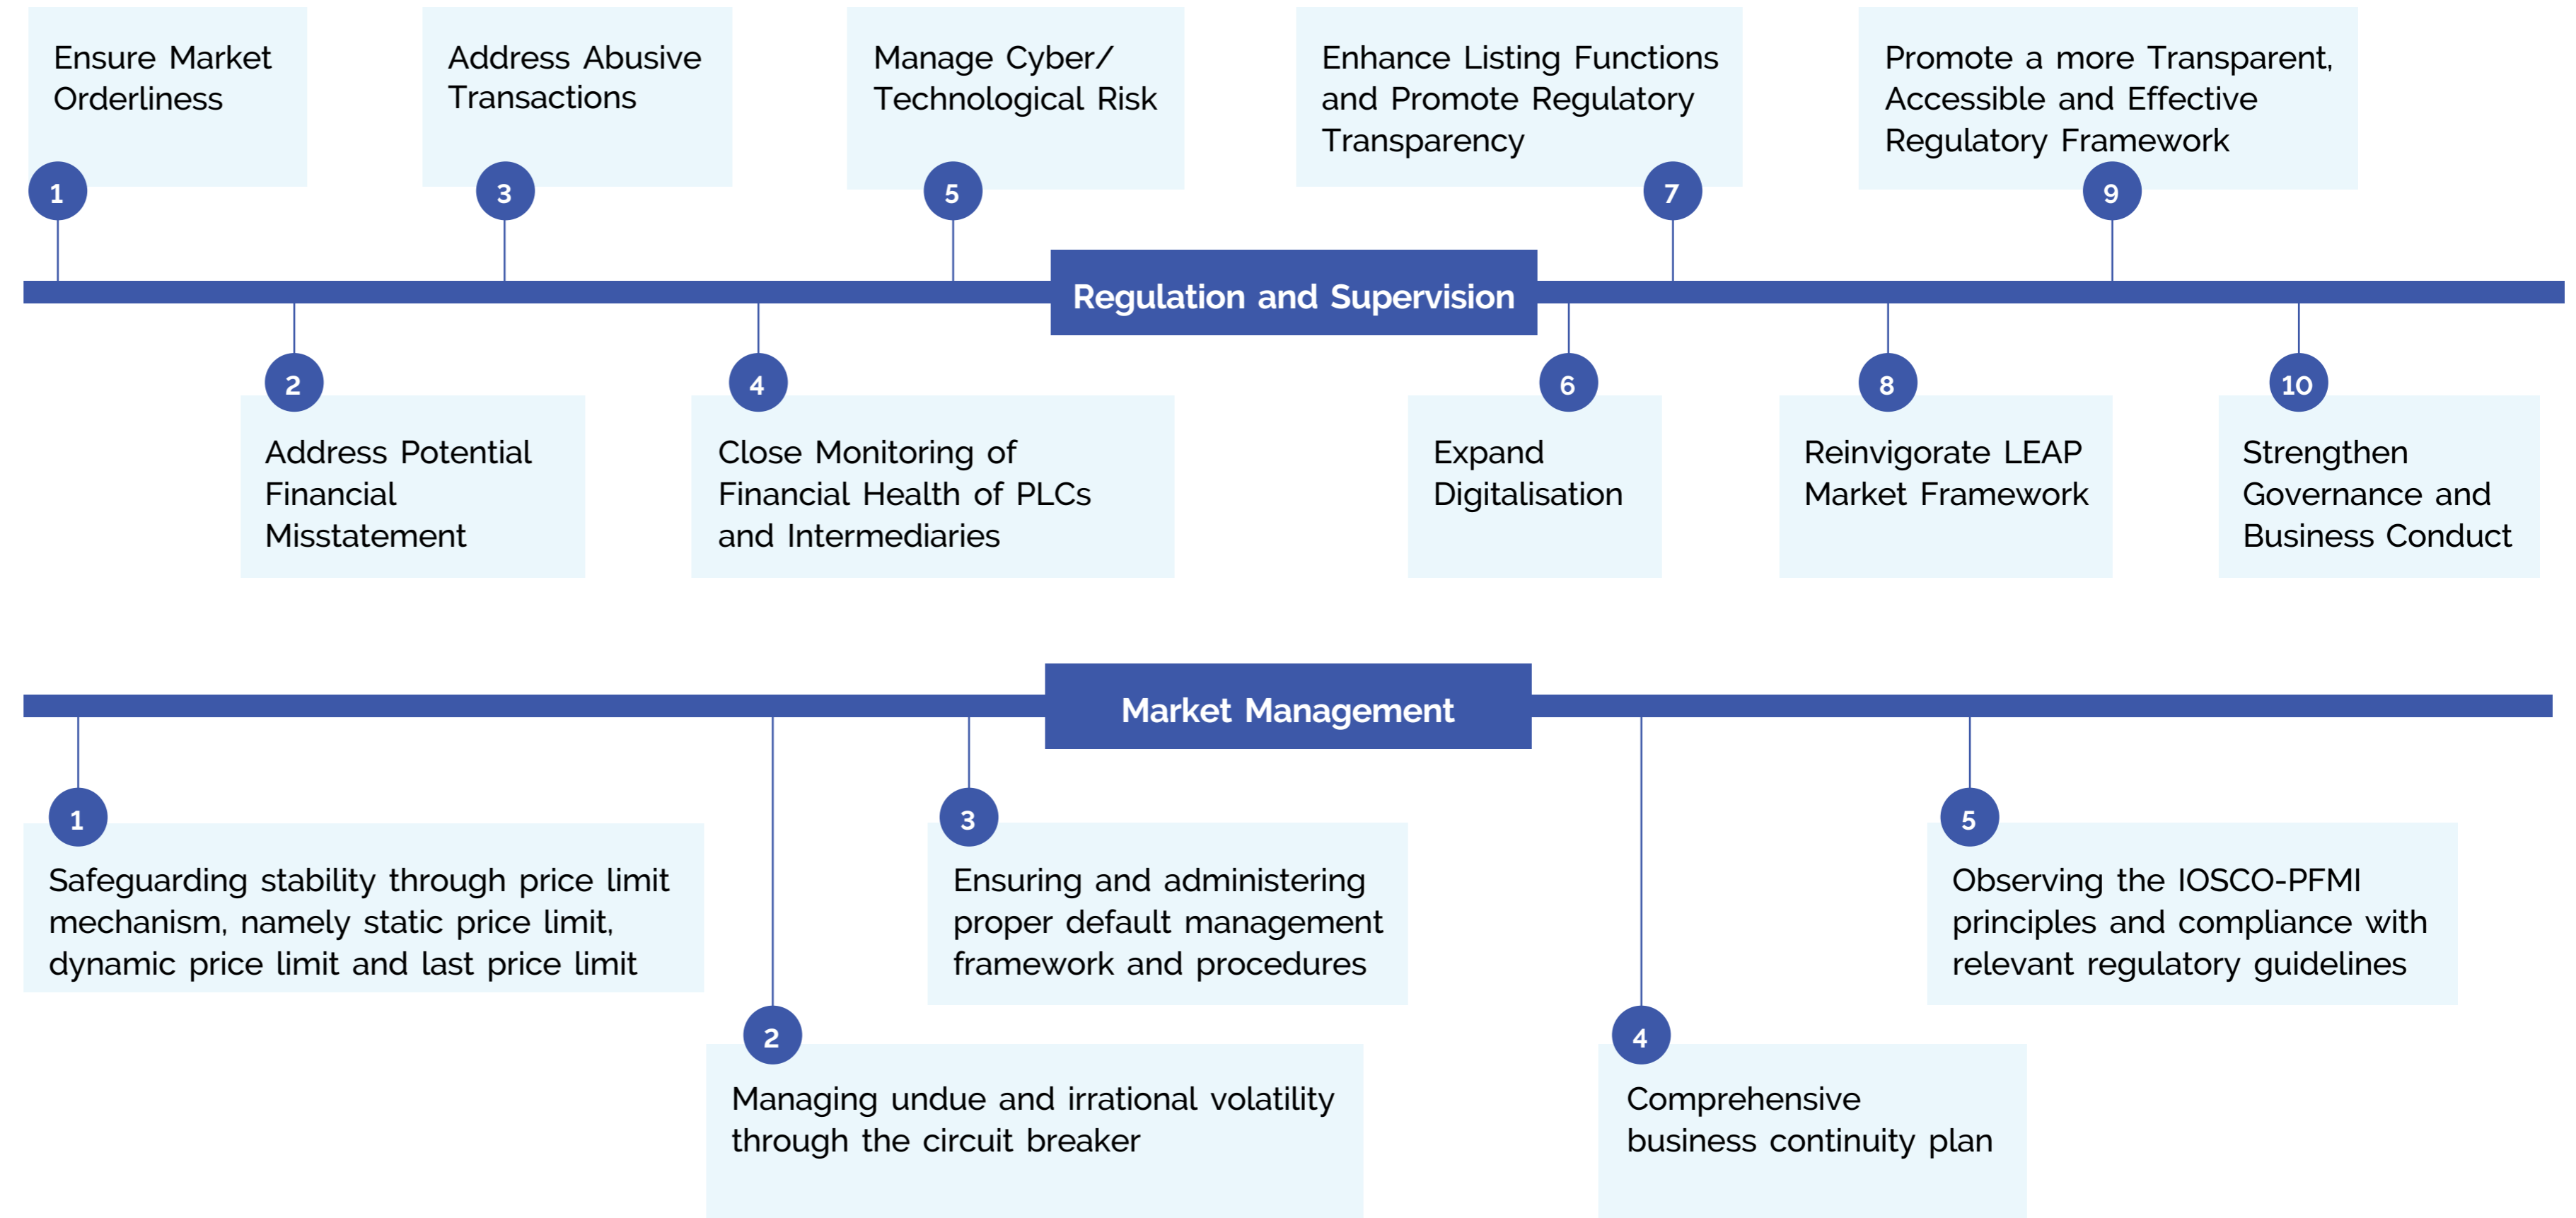 Ensure Market
Orderliness
1
Address Abusive
Transactions
3
Manage Cyber/
Technological Risk
5
Enhance Listing Functions
and Promote Regulatory
Transparency
7
Promote a more Transparent,
Accessible and Effective
Regulatory Framework
9
Regulation and Supervision
2
Address Potential
Financial
Misstatement
4
Close Monitoring of
Financial Health of PLCs
and Intermediaries
6
Expand
Digitalisation
8
Reinvigorate LEAP
Market Framework
10
Strengthen
Governance and
Business Conduct
Market Management
1
Safeguarding stability through price limit
mechanism, namely static price limit,
dynamic price limit and last price limit
2
Managing undue and irrational volatility
through the circuit breaker
3
Ensuring and administering
proper default management
framework and procedures
4
Comprehensive
business continuity plan
5
Observing the IOSCO-PFMI
principles and compliance with
relevant regulatory guidelines